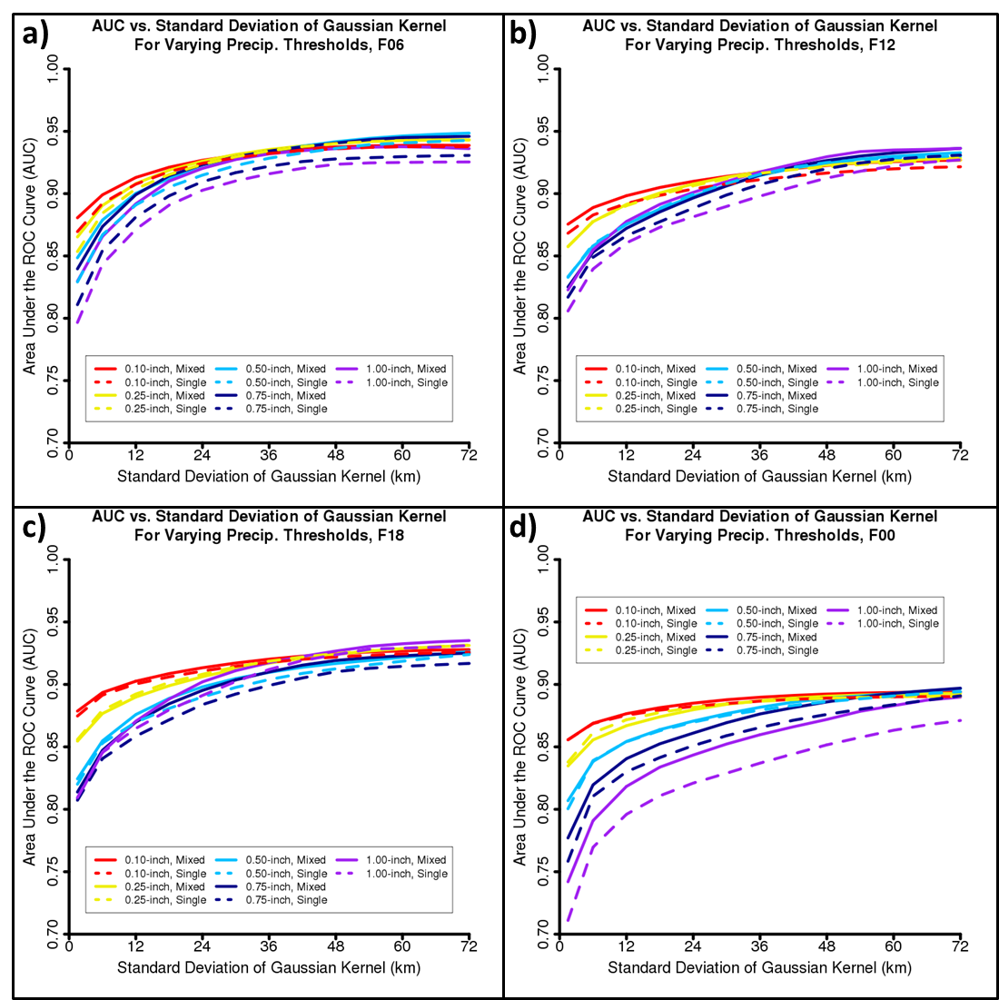 a)
AUC vs. Standard Deviation of Gaussian Kernel
For Varying Precip. Thresholds, F06
Area Under the ROC Curve (AUC)
1.00
0.95
0.90
0.85
0.80
0.75
0.70
0.10-inch, Mixed 0.50-inch, Mixed 1.00-inch, Mixed
0.10-inch, Single 0.50-inch, Single 1.00-inch, Single
0.25-inch, Mixed 0.75-inch, Mixed
0.25-inch, Single 0.75-inch, Single
0 12 24 36 48 60 72
Standard Deviation of Gaussian Kernel (km)
b)
AUC vs. Standard Deviation of Gaussian Kernel
For Varying Precip. Thresholds, F12
Area Under the ROC Curve (AUC)
1.00
0.95
0.90
0.85
0.80
0.75
0.70
0.10-inch, Mixed 0.50-inch, Mixed 1.00-inch, Mixed
0.10-inch, Single 0.50-inch, Single 1.00-inch, Single
0.25-inch, Mixed 0.75-inch, Mixed
0.25-inch, Single 0.75-inch, Single
0 12 24 36 48 60 72
Standard Deviation of Gaussian Kernel (km)
c)
AUC vs. Standard Deviation of Gaussian Kernel
For Varying Precip. Thresholds, F18
Area Under the ROC Curve (AUC)
1.00
0.95
0.90
0.85
0.80
0.75
0.70
0.10-inch, Mixed 0.50-inch, Mixed 1.00-inch, Mixed
0.10-inch, Single 0.50-inch, Single 1.00-inch, Single
0.25-inch, Mixed 0.75-inch, Mixed
0.25-inch, Single 0.75-inch, Single
0 12 24 36 48 60 72
Standard Deviation of Gaussian Kernel (km)
d)
AUC vs. Standard Deviation of Gaussian Kernel
For Varying Precip. Thresholds, F00
Area Under the ROC Curve (AUC)
1.00
0.95
0.90
0.85
0.80
0.75
0.70
0.10-inch, Mixed 0.50-inch, Mixed 1.00-inch, Mixed
0.10-inch, Single 0.50-inch, Single 1.00-inch, Single
0.25-inch, Mixed 0.75-inch, Mixed
0.25-inch, Single 0.75-inch, Single
0 12 24 36 48 60 72
Standard Deviation of Gaussian Kernel (km)